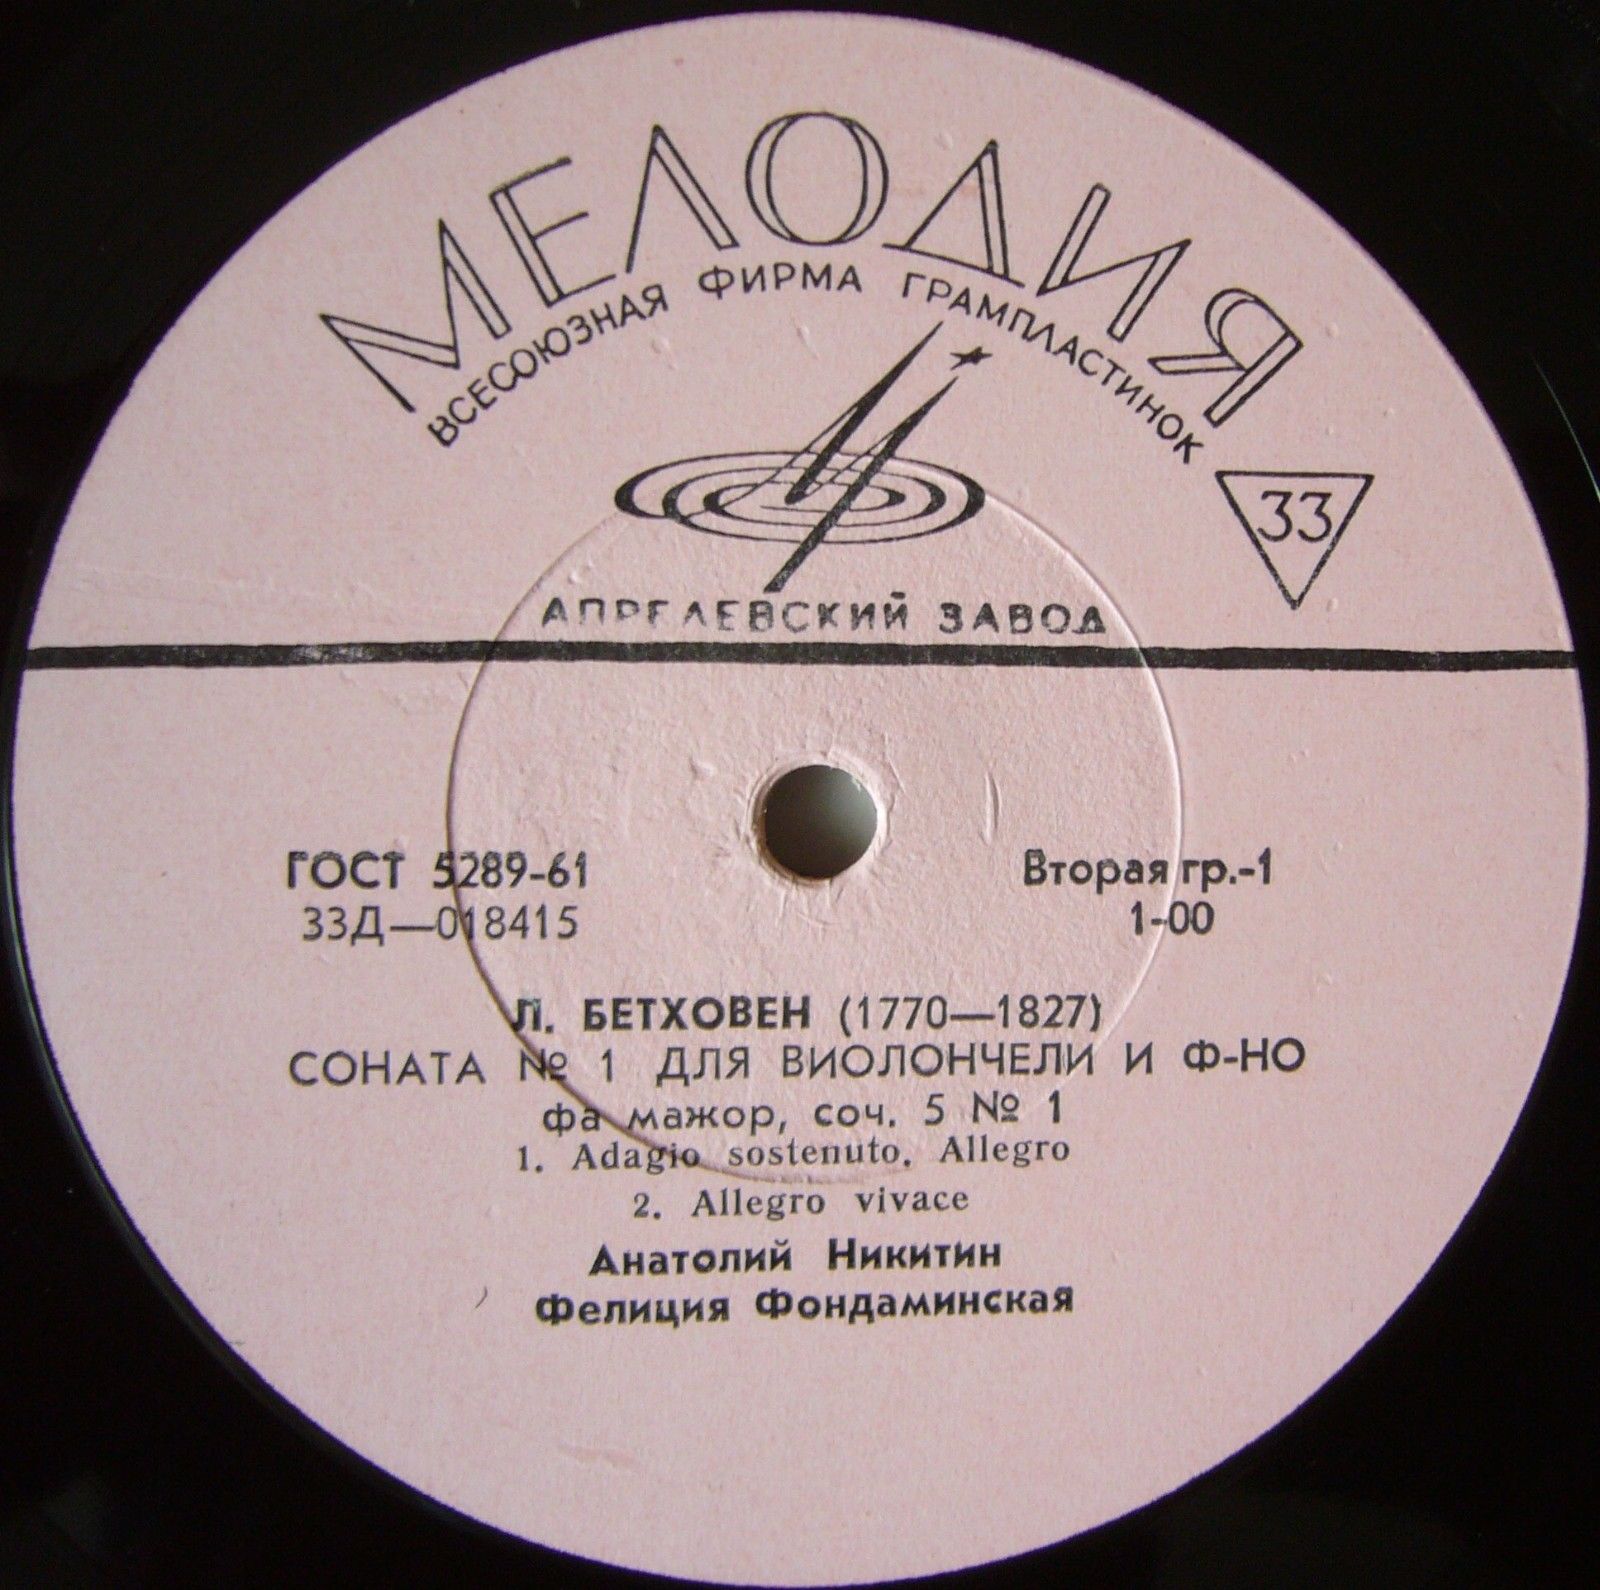 МЕЛОДИЯ
ВСЕСОЮЗНАЯ ФИРМА ГРАМПЛАСТИНОК
33
АПРЕЛЕВСКИЙ ЗАВОД
ГОСТ 5289-61
Вторая гр.-1
33Д—018415
1-00
Л. БЕТХОВЕН (1770—1827)
СОНАТА № 1 ДЛЯ ВИОЛОНЧЕЛИ И Ф-НО
фа мажор, соч. 5 № 1
1. Adagio sostenuto. Allegro
2. Allegro vivace
Анатолий Никитин
Фелиция Фондаминская